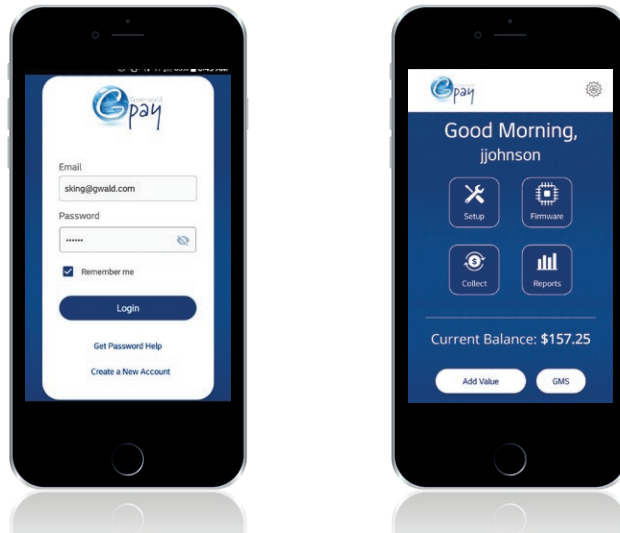 Greenwald
Gpay
Email
sking@gwald.com
Password
······
Remember me
Login
Get Password Help
Create a New Account
Gpay
Good Morning,
jjohnson
Setup
Firmware
Collect
Reports
Current Balance: $157.25
Add Value
GMS